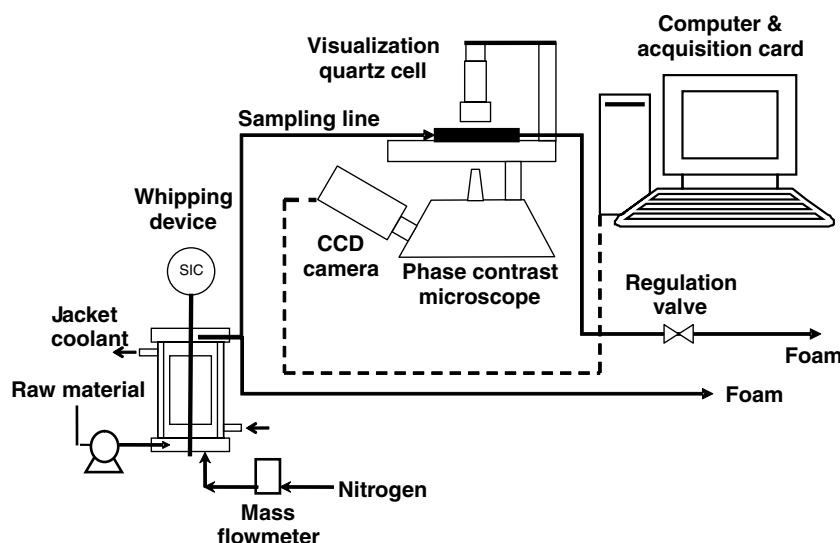 Visualization
quartz cell
Computer &
acquisition card
Sampling line
Whipping
device
CCD
camera
Phase contrast
microscope
SIC
Regulation
valve
Jacket
coolant
Foam
Raw material
Foam
Nitrogen
Mass
flowmeter